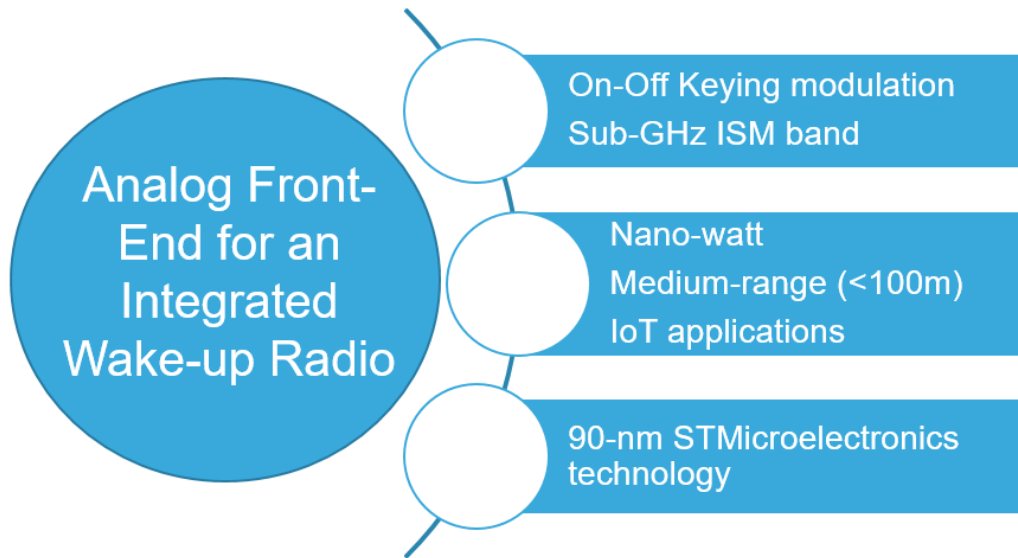 Analog Front-
End for an
Integrated
Wake-up Radio
On-Off Keying modulation
Sub-GHz ISM band
Nano-watt
Medium-range (<100m)
IoT applications
90-nm STMicroelectronics
technology